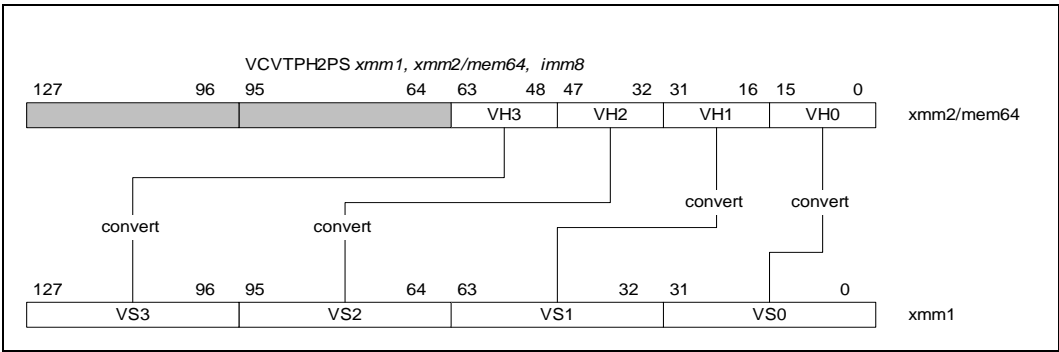 VCVTPH2PS xmm1, xmm2/mem64, imm8
127 96 95 64 63 48 47 32 31 16 15 0
VH3 VH2 VH1 VH0 xmm2/mem64
convert convert
convert convert
127 96 95 64 63 32 31 0
VS3 VS2 VS1 VS0 xmm1